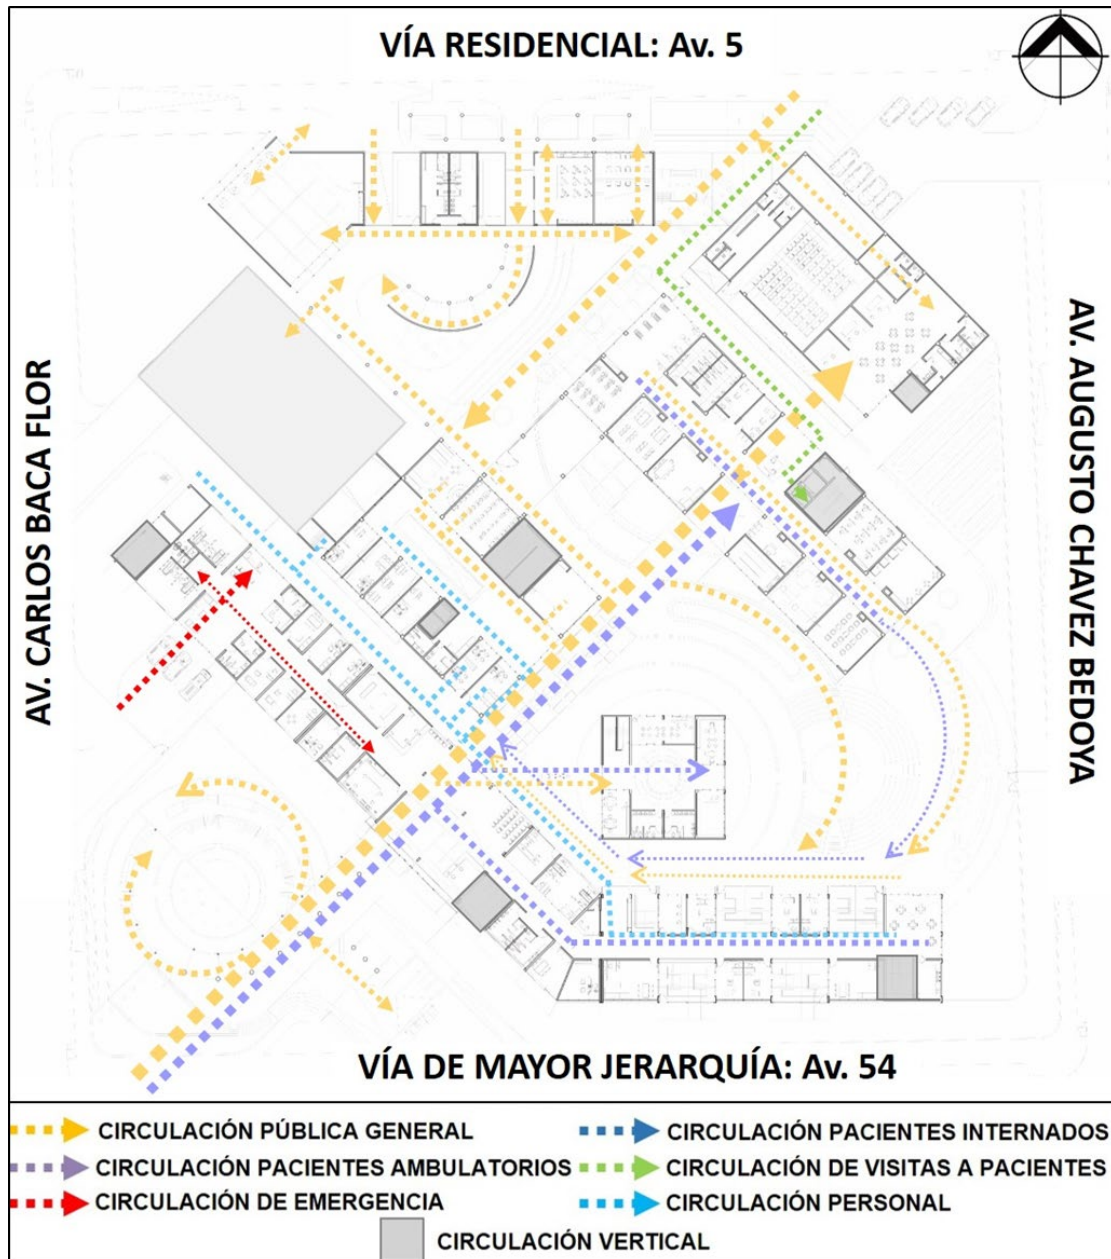 VÍA RESIDENCIAL: Av. 5
AV. CARLOS BACA FLOR
AV. AUGUSTO CHAVEZ BEDOYA
VÍA DE MAYOR JERARQUÍA: Av. 54
CIRCULACIÓN PÚBLICA GENERAL
CIRCULACIÓN PACIENTES INTERNADOS
CIRCULACIÓN PACIENTES AMBULATORIOS
CIRCULACIÓN DE VISITAS A PACIENTES
CIRCULACIÓN DE EMERGENCIA
CIRCULACIÓN PERSONAL
CIRCULACIÓN VERTICAL